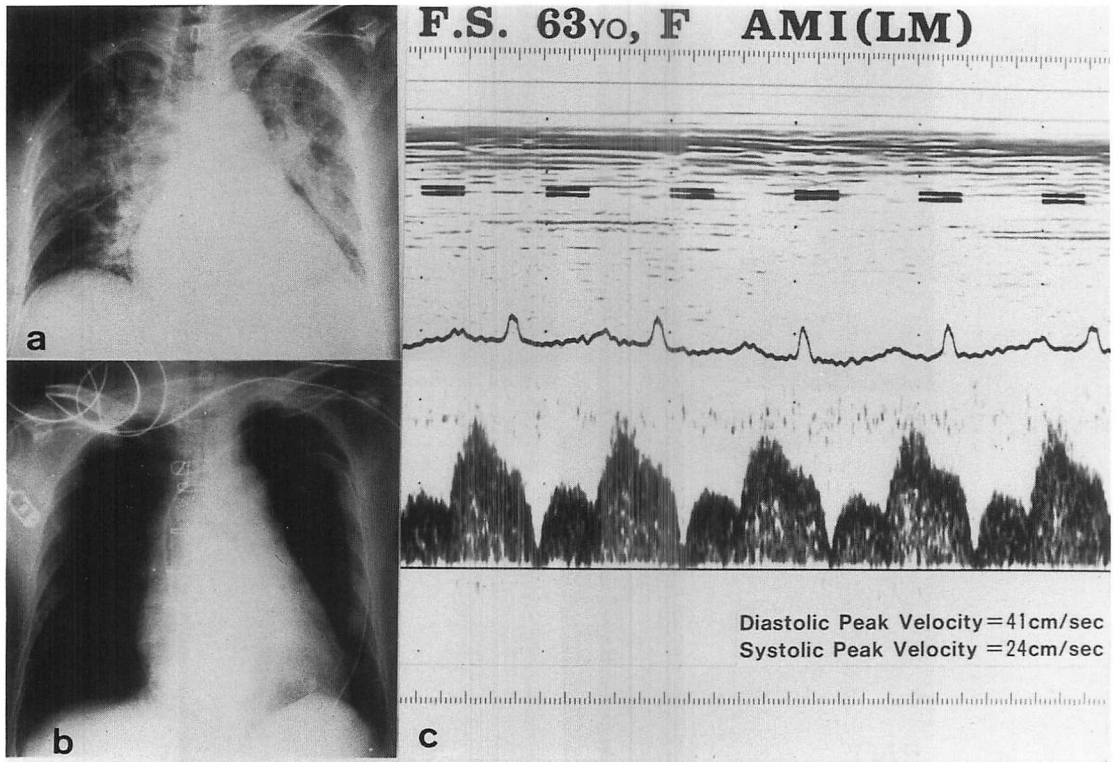 F.S. 63YO, F AMI(LM)
a
b
c
Diastolic Peak Velocity=41cm/sec
Systolic Peak Velocity =24cm/sec